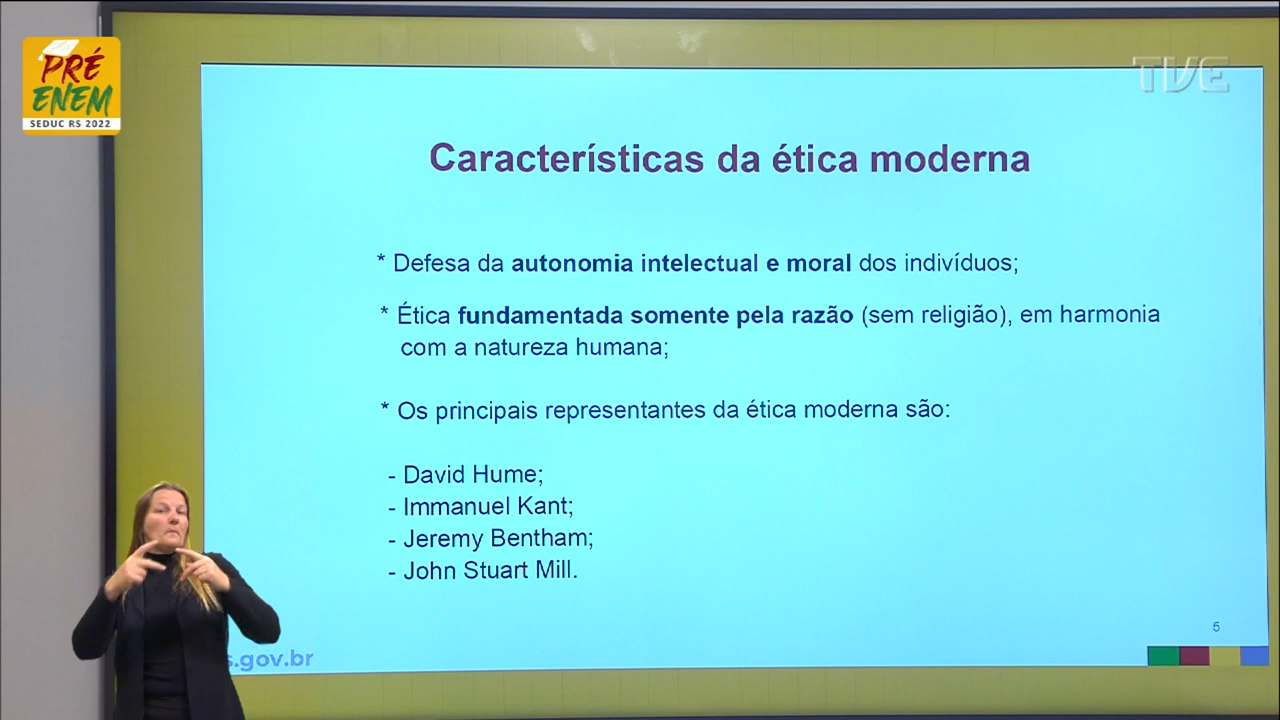 PRÉ
ENEM
SEDUC RS 2022
TVE
Características da ética moderna
* Defesa da autonomia intelectual e moral dos indivíduos;
* Ética fundamentada somente pela razão (sem religião), em harmonia
com a natureza humana;
* Os principais representantes da ética moderna são:
- David Hume;
- Immanuel Kant;
- Jeremy Bentham;
- John Stuart Mill.
5
s.gov.br